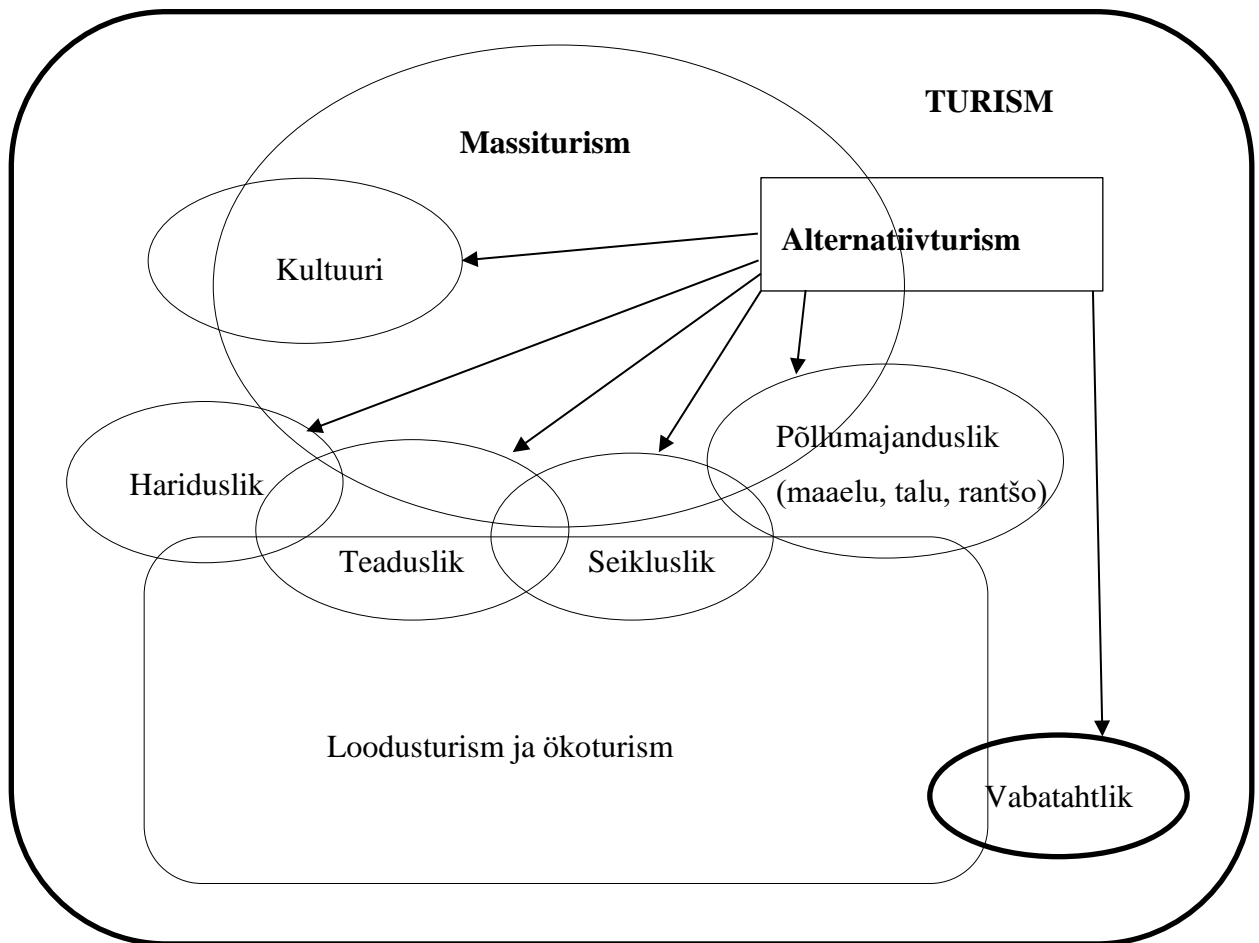 TURISM
Massiturism
Alternatiivturism
Kultuuri
Põllumajanduslik
(maaelu, talu, rantšo)
Hariduslik
Teaduslik
Seikluslik
Loodusturism ja ökoturism
Vabatahtlik